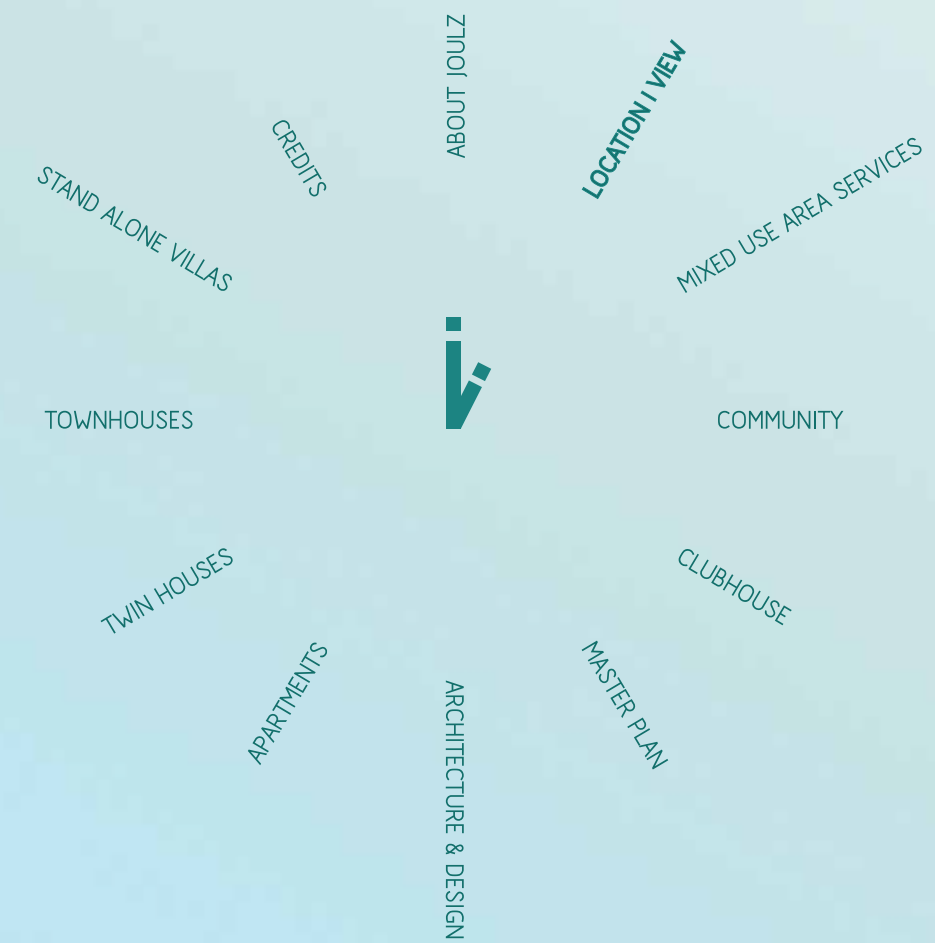 ABOUT JOULZ
LOCATION I VIEW
MIXED USE AREA SERVICES
COMMUNITY
CLUBHOUSE
MASTER PLAN
ARCHITECTURE & DESIGN
APARTMENTS
TWIN HOUSES
TOWNHOUSES
STAND ALONE VILLAS
CREDITS